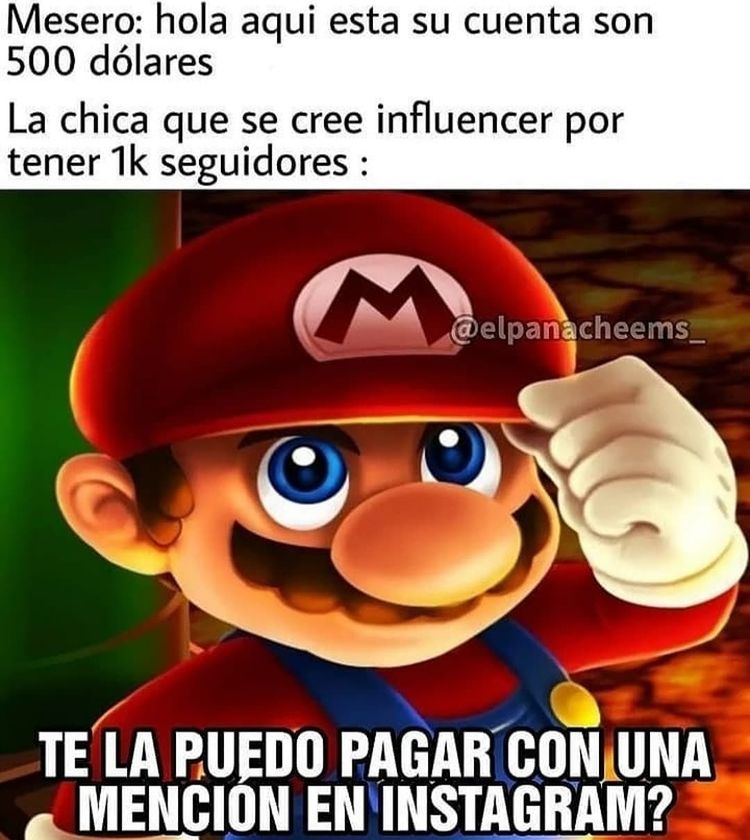 Mesero: hola aqui esta su cuenta son
500 dólares
La chica que se cree influencer por
tener 1k seguidores :
M
@elpanacheems_
TE LA PUEDO PAGAR CON UNA
MENCIÓN EN INSTAGRAM?